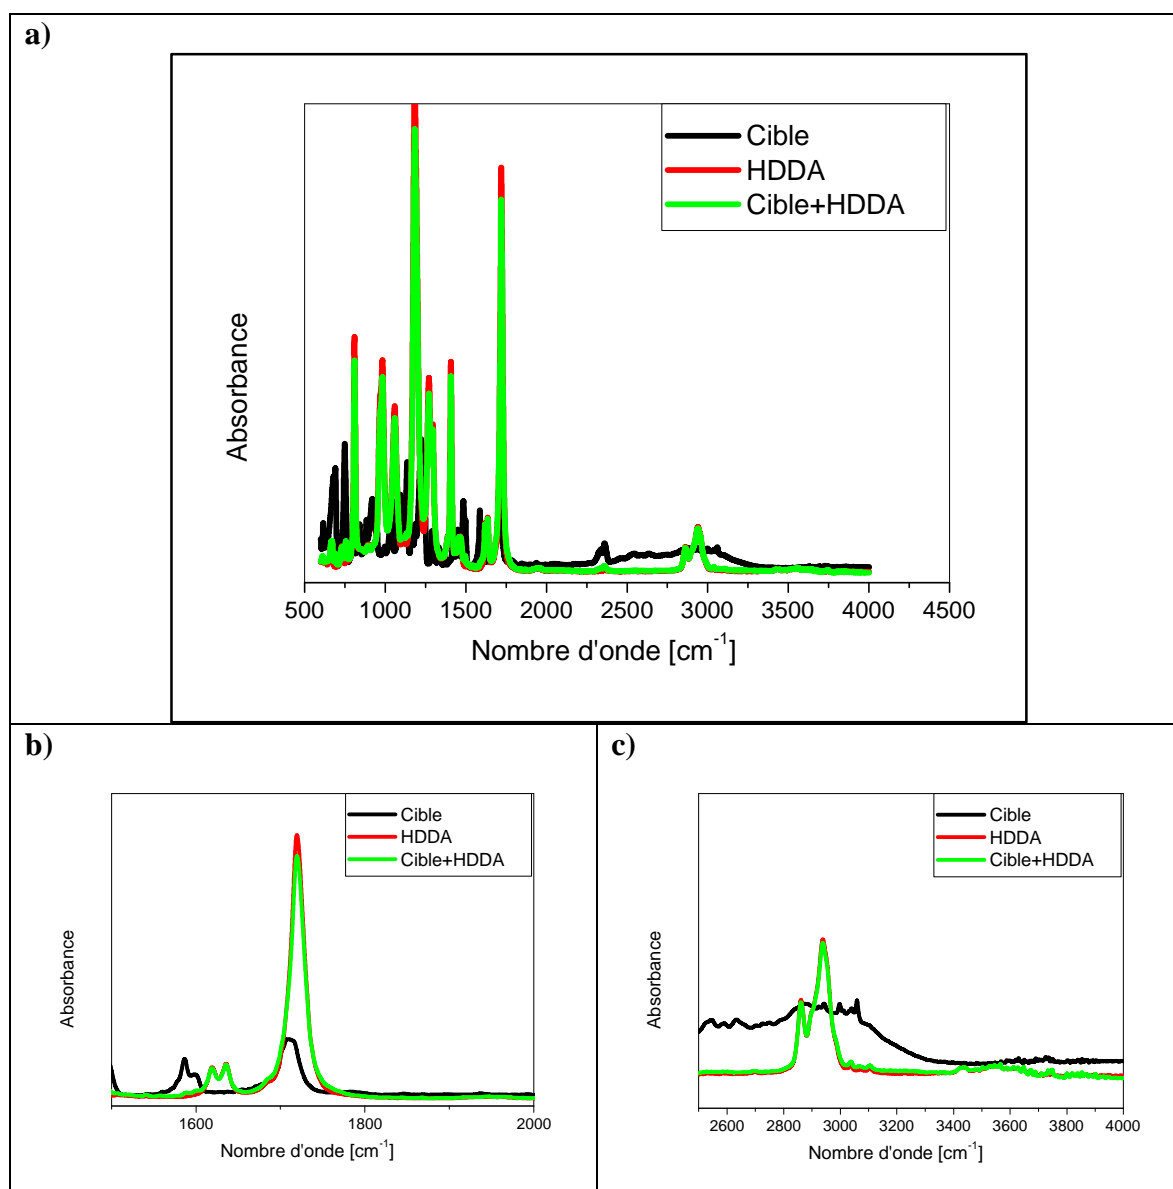 a)
Cible
HDDA
Cible+HDDA
Absorbance
500 1000 1500 2000 2500 3000 3500 4000 4500
Nombre d'onde [cm⁻¹]
b)
Cible
HDDA
Cible+HDDA
Absorbance
1600 1800 2000
Nombre d'onde [cm⁻¹]
c)
Cible
HDDA
Cible+HDDA
Absorbance
2600 2800 3000 3200 3400 3600 3800 4000
Nombre d'onde [cm⁻¹]